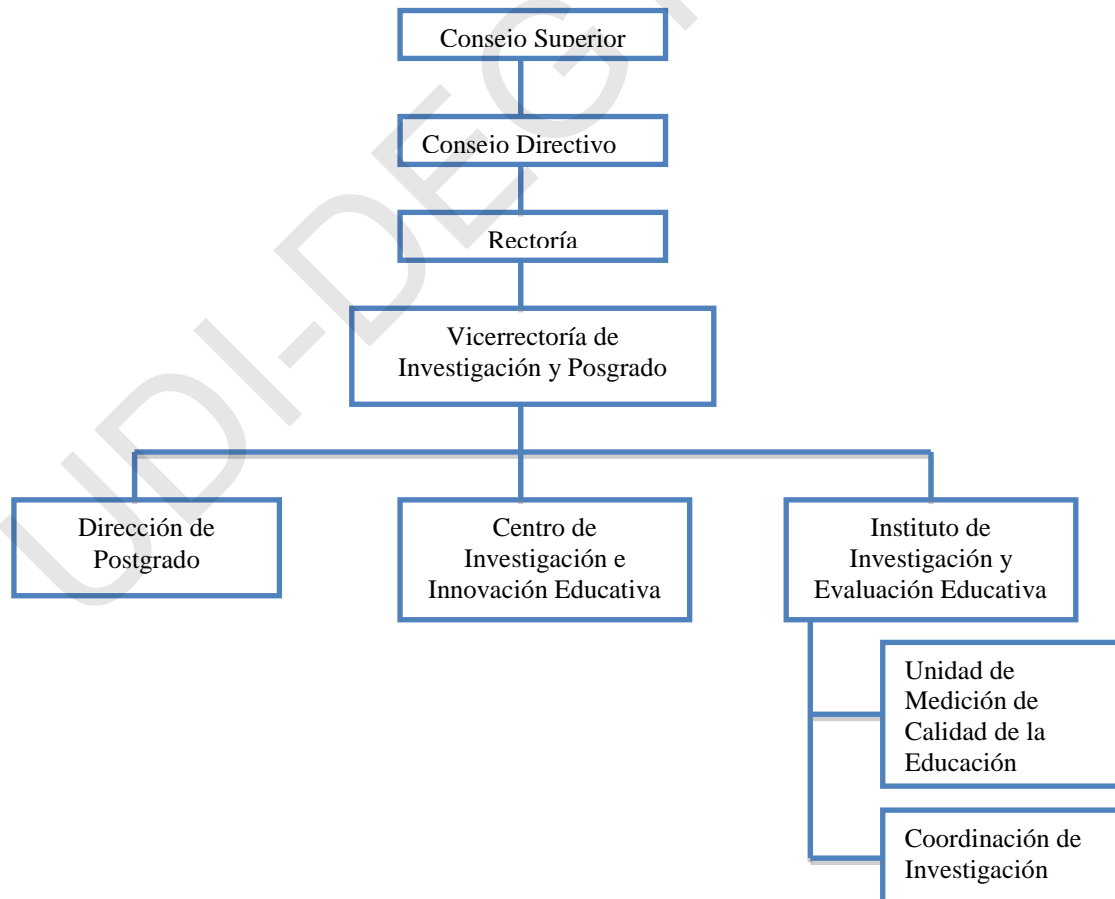 Consejo Superior
Consejo Directivo
Rectoría
Vicerrectoría de
Investigación y Posgrado
Dirección de
Postgrado
Centro de
Investigación e
Innovación Educativa
Instituto de
Investigación y
Evaluación Educativa
Unidad de
Medición de
Calidad de la
Educación
Coordinación de
Investigación